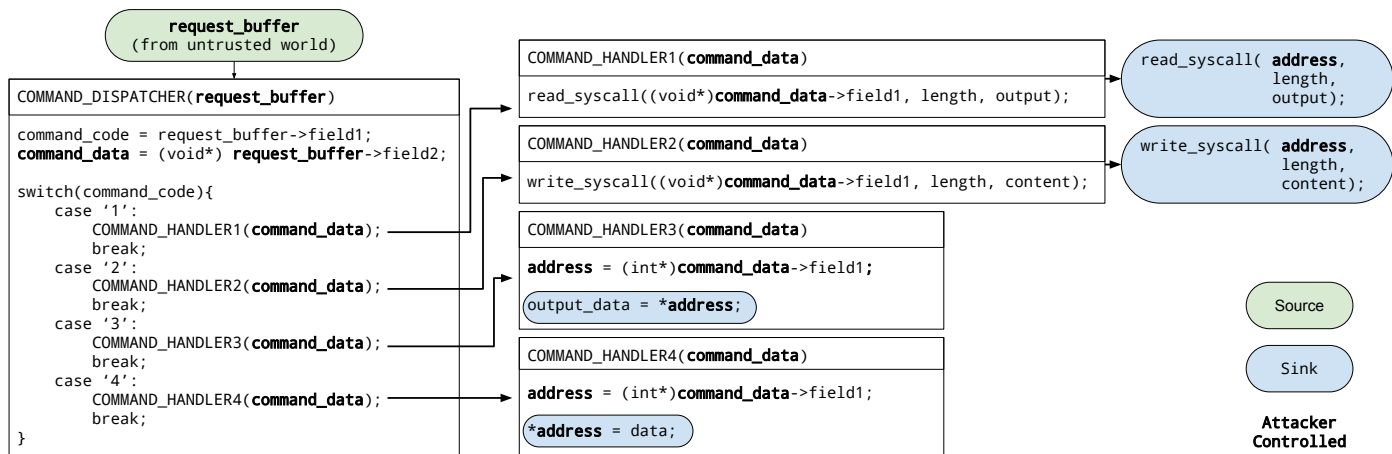 request_buffer
(from untrusted world)
COMMAND_DISPATCHER(request_buffer)
command_code = request_buffer->field1;
command_data = (void*) request_buffer->field2;
switch(command_code){
case ‘1’:
COMMAND_HANDLER1(command_data);
break;
case ‘2’:
COMMAND_HANDLER2(command_data);
break;
case ‘3’:
COMMAND_HANDLER3(command_data);
break;
case ‘4’:
COMMAND_HANDLER4(command_data);
break;
}
COMMAND_HANDLER1(command_data)
read_syscall((void*)command_data->field1, length, output);
COMMAND_HANDLER2(command_data)
write_syscall((void*)command_data->field1, length, content);
COMMAND_HANDLER3(command_data)
address = (int*)command_data->field1;
output_data = *address;
COMMAND_HANDLER4(command_data)
address = (int*)command_data->field1;
*address = data;
read_syscall( address,
length,
output);
write_syscall( address,
length,
content);
Source
Sink
Attacker
Controlled